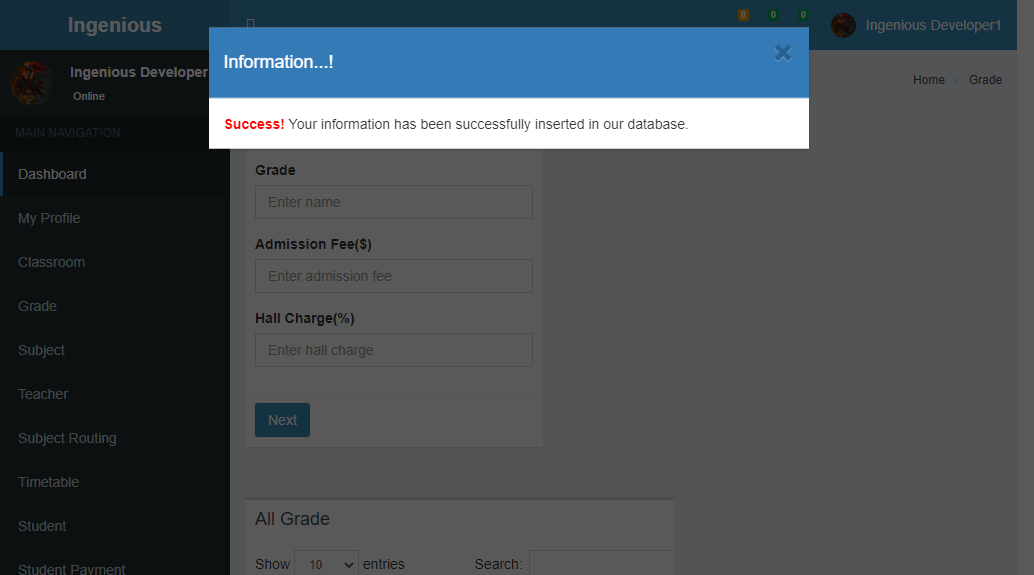 Ingenious
0
0
0
Ingenious Developer1
Ingenious Developer
Online
Information...!
Success! Your information has been successfully inserted in our database.
Home > Grade
MAIN NAVIGATION
Dashboard
My Profile
Classroom
Grade
Subject
Teacher
Subject Routing
Timetable
Student
Student Payment
Grade
Enter name
Admission Fee($)
Enter admission fee
Hall Charge(%)
Enter hall charge
Next
All Grade
Show 10 entries
Search: